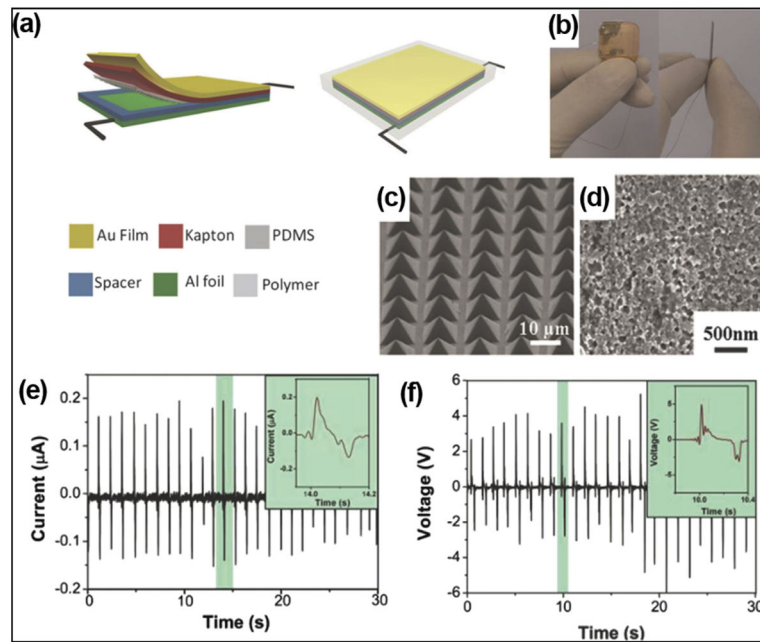 (a)
(b)
Au Film Kapton PDMS
Spacer Al foil Polymer
(c)
10 µm
(d)
500nm
(e)
Current (µA)
0.2
0.1
0.0
-0.1
-0.2
0 10 20 30
Time (s)
Current (µA)
0.2
0.0
-0.2
14.0 14.2
Time (s)
(f)
Voltage (V)
6
4
2
0
-2
-4
-6
0 10 20 30
Time (s)
Voltage (V)
5
0
-5
10.0 10.4
Time (s)